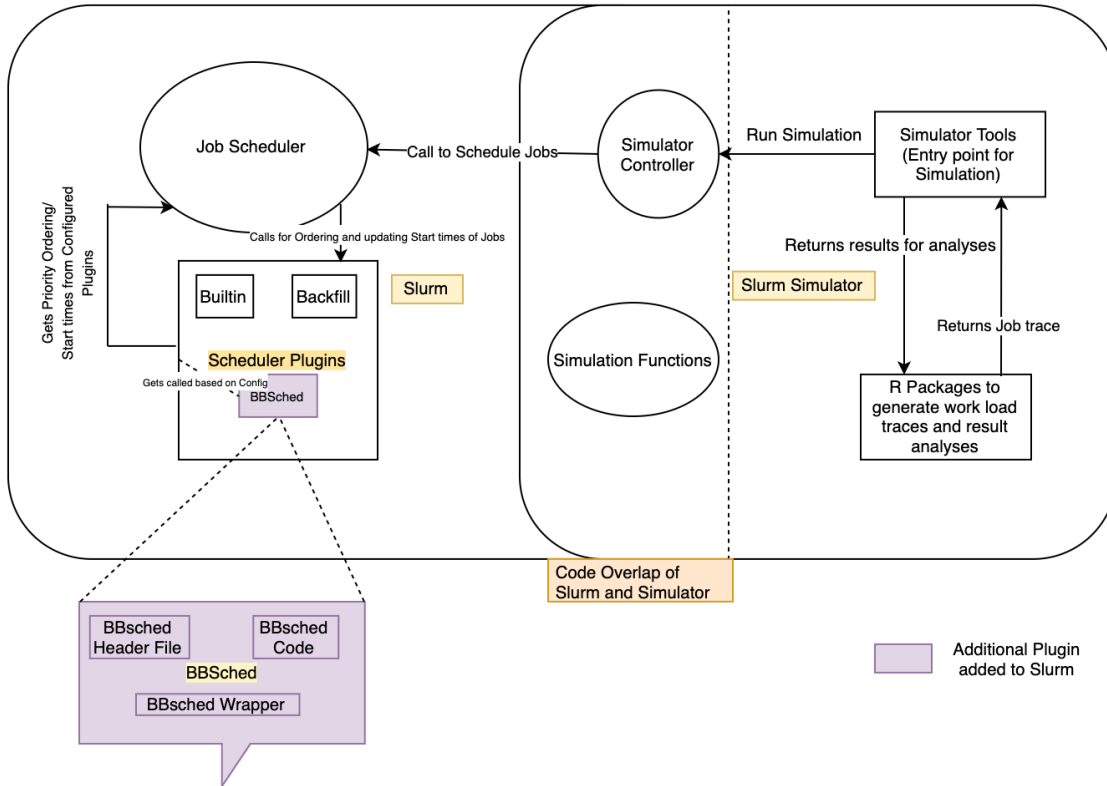 Job Scheduler
Call to Schedule Jobs
Simulator
Controller
Run Simulation
Simulator Tools
(Entry point for
Simulation)
Gets Priority Ordering/
Start times from Configured
Plugins
Calls for Ordering and updating Start times of Jobs
Returns results for analyses
Builtin
Backfill
Slurm
Slurm Simulator
Returns Job trace
Scheduler Plugins
Simulation Functions
Gets called based on Config
BBSched
R Packages to
generate work load
traces and result
analyses
Code Overlap of
Slurm and Simulator
BBsched
Header File
BBsched
Code
BBSched
BBsched Wrapper
Additional Plugin
added to Slurm